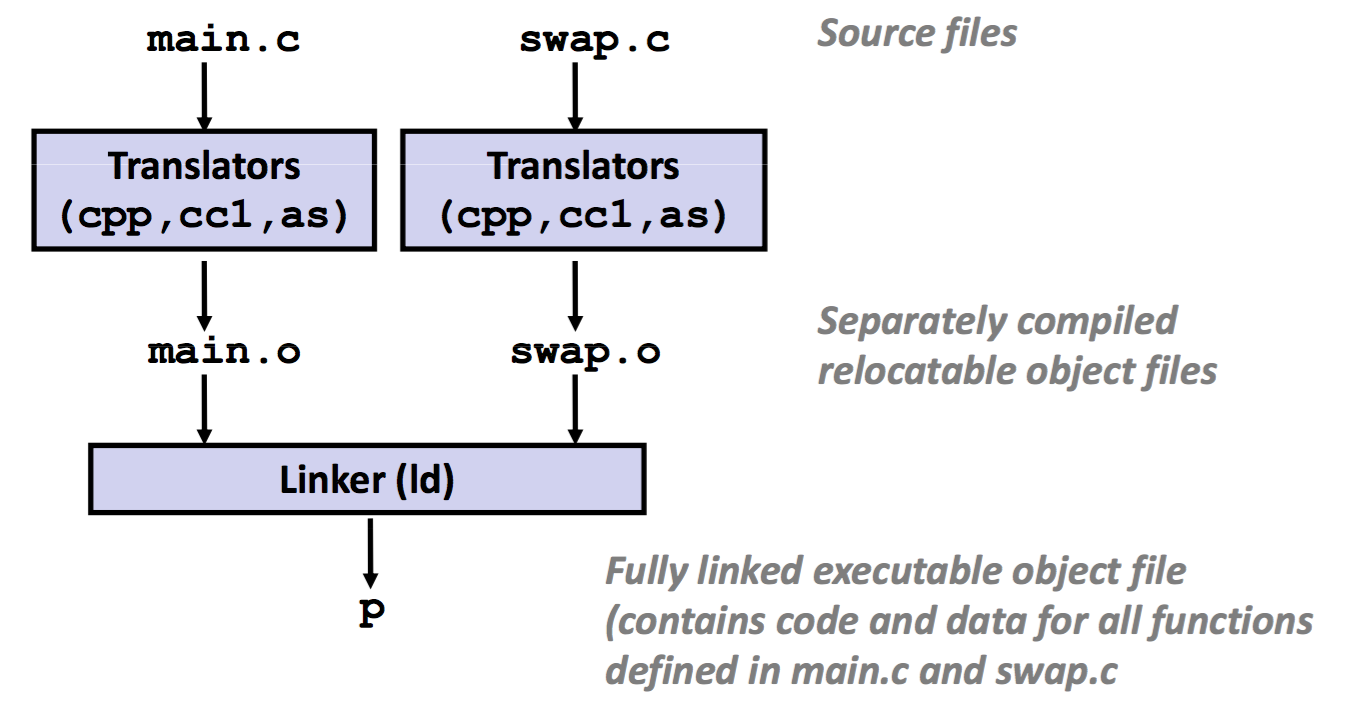 main.c
swap.c
Source files
Translators
(cpp,cc1,as)
Translators
(cpp,cc1,as)
main.o
swap.o
Separately compiled
relocatable object files
Linker (ld)
p
Fully linked executable object file
(contains code and data for all functions
defined in main.c and swap.c